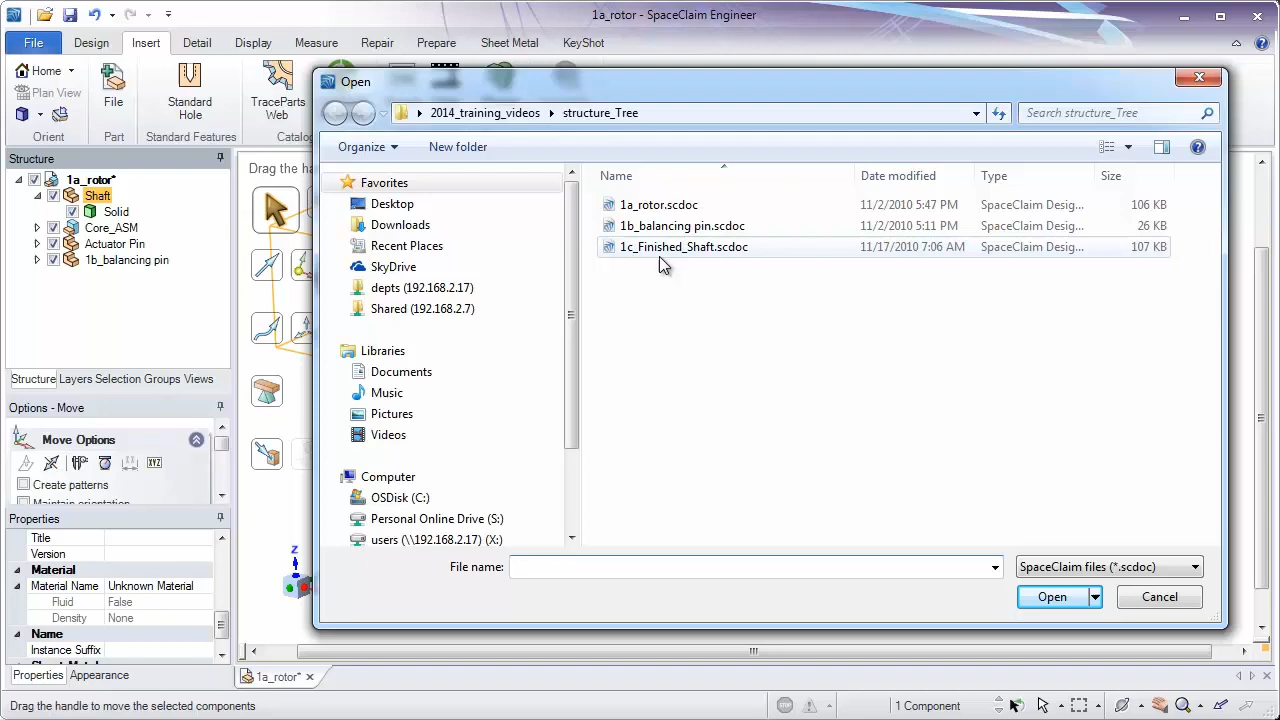 1a_rotor - SpaceClaim Engineer
File Design Insert Detail Display Measure Repair Prepare Sheet Metal KeyShot
Home
Plan View
Orient
File
Part
Standard Hole
Standard Features
TraceParts Web
Catalo
Structure
1a_rotor*
Shaft
Solid
Core_ASM
Actuator Pin
1b_balancing pin
Structure Layers Selection Groups Views
Options - Move
Move Options
XYZ
Create patterns
Maintain orientation
Properties
Title
Version
Material
Material Name Unknown Material
Fluid False
Density None
Name
Instance Suffix
Properties Appearance
Drag the ha
Z
Open
2014_training_videos structure_Tree
Search structure_Tree
Organize New folder
Favorites
Desktop
Downloads
Recent Places
SkyDrive
depts (192.168.2.17)
Shared (192.168.2.7)
Libraries
Documents
Music
Pictures
Videos
Computer
OSDisk (C:)
Personal Online Drive (S:)
users (\\192.168.2.17) (X:)
Name Date modified Type Size
1a_rotor.scdoc 11/2/2010 5:47 PM SpaceClaim Desig... 106 KB
1b_balancing pin.scdoc 11/2/2010 5:11 PM SpaceClaim Desig... 26 KB
1c_Finished_Shaft.scdoc 11/17/2010 7:06 AM SpaceClaim Desig... 107 KB
File name: SpaceClaim files (*.scdoc)
Open Cancel
1a_rotor*
Drag the handle to move the selected components
1 Component